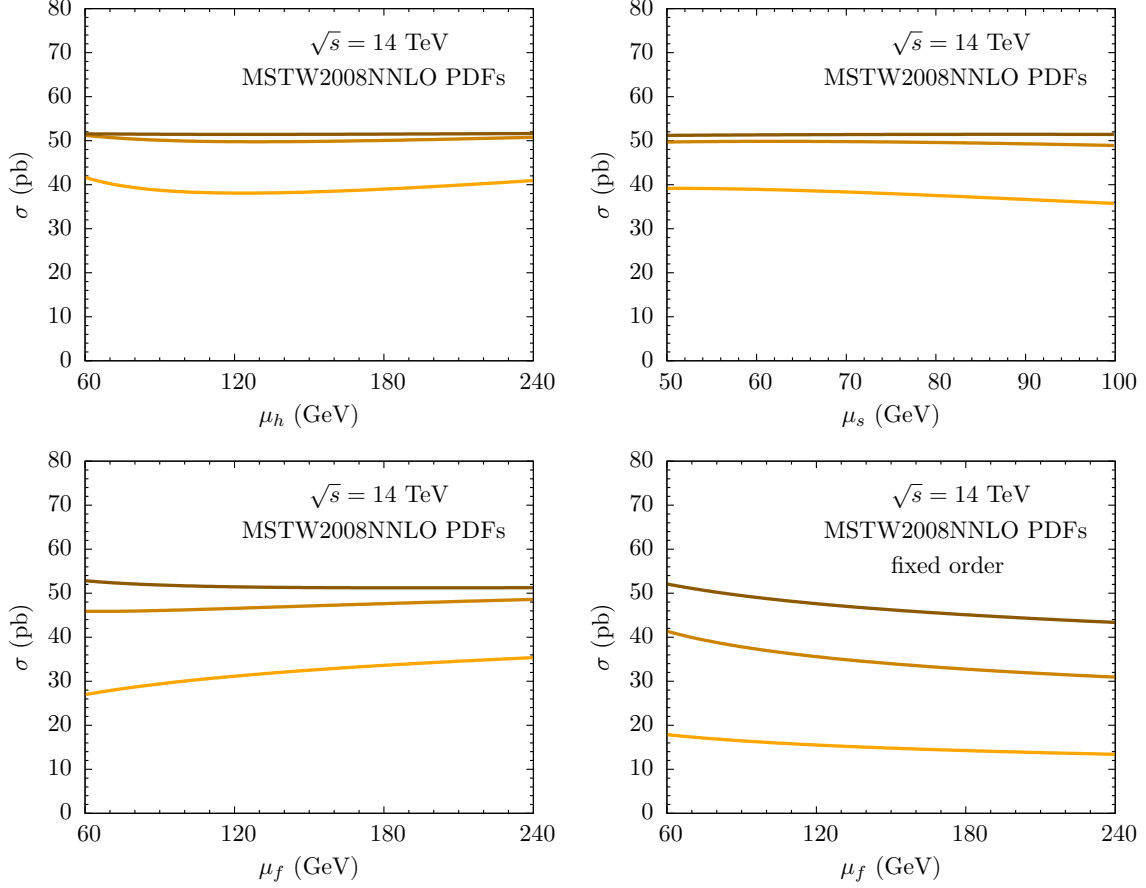 80
70
60
50
40
30
20
10
0
σ (pb)
√s = 14 TeV
MSTW2008NNLO PDFs
60 120 180 240
μ_h (GeV)
80
70
60
50
40
30
20
10
0
σ (pb)
√s = 14 TeV
MSTW2008NNLO PDFs
50 60 70 80 90 100
μ_s (GeV)
80
70
60
50
40
30
20
10
0
σ (pb)
√s = 14 TeV
MSTW2008NNLO PDFs
60 120 180 240
μ_f (GeV)
80
70
60
50
40
30
20
10
0
σ (pb)
√s = 14 TeV
MSTW2008NNLO PDFs
fixed order
60 120 180 240
μ_f (GeV)